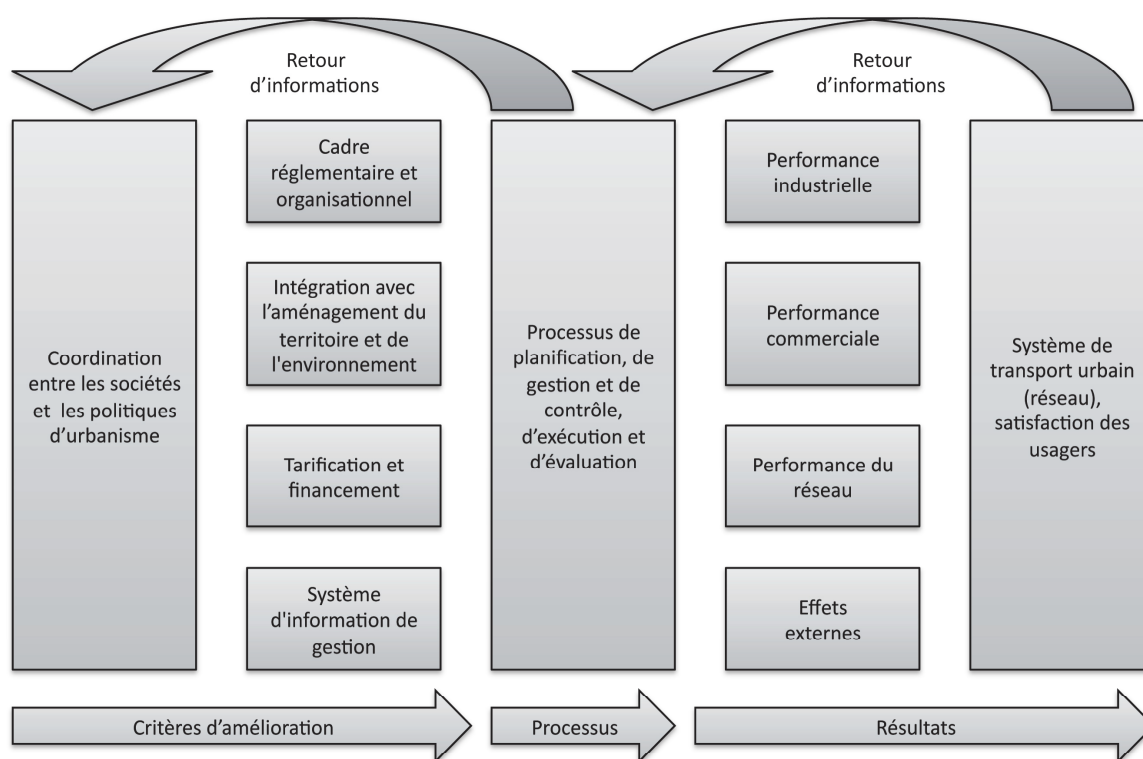 Retour
d'informations
Retour
d'informations
Coordination
entre les sociétés
et les politiques
d'urbanisme
Cadre
réglementaire et
organisationnel
Intégration avec
l'aménagement du
territoire et de
l'environnement
Tarification et
financement
Système
d'information de
gestion
Processus de
planification, de
gestion et de
contrôle,
d'exécution et
d'évaluation
Performance
industrielle
Performance
commerciale
Performance du
réseau
Effets
externes
Système de
transport urbain
(réseau),
satisfaction des
usagers
Critères d'amélioration
Processus
Résultats